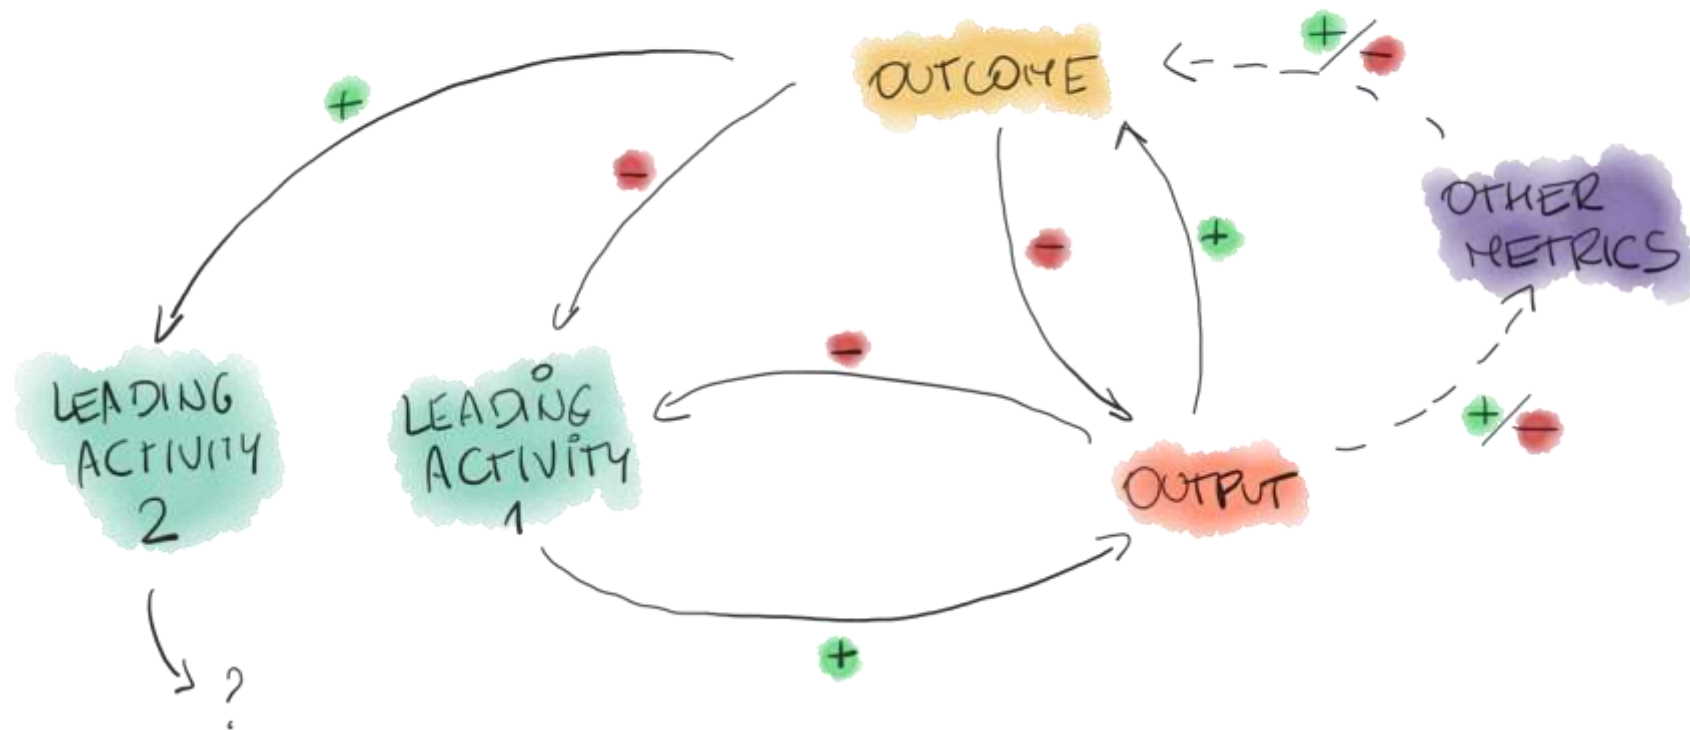 +
−
OUTCOME
+/−
−
+
OTHER
METRICS
−
+/−
LEADING
ACTIVITY
2
LEADING
ACTIVITY
1
OUTPUT
+
?